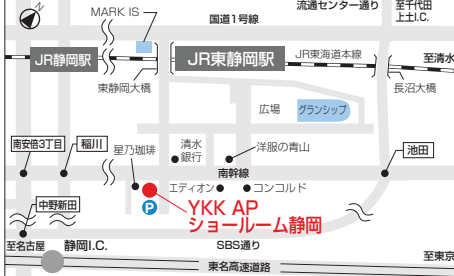 N
MARK IS
国道1号線
流通センター通り
至千代田
上土I.C.
JR静岡駅
JR東静岡駅
JR東海道本線
至清水
東静岡大橋
長沼大橋
広場
グランシップ
南安倍3丁目
稲川
星乃珈琲
清水
銀行
洋服の青山
池田
南幹線
エディオン
コンコルド
中野新田
P
YKK AP
ショールーム静岡
至名古屋
静岡I.C.
SBS通り
至東京
東名高速道路